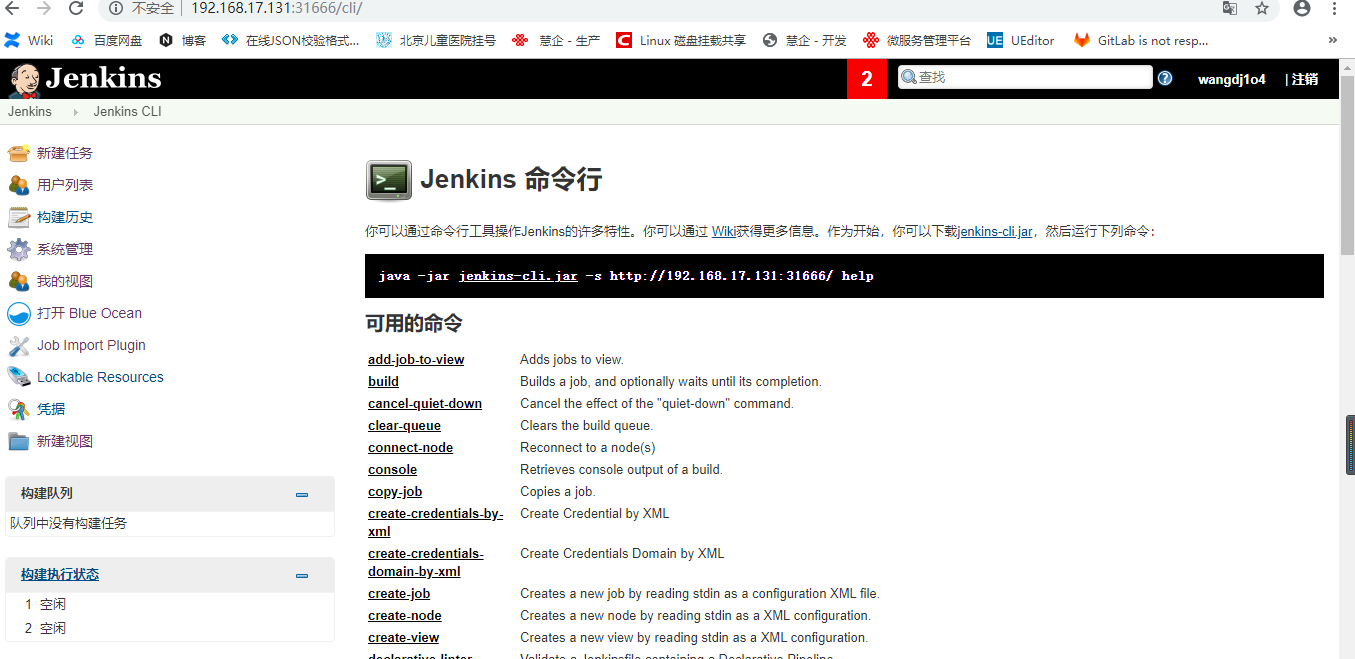 不安全 192.168.17.131:31666/cli/
Wiki 百度网盘 博客 在线JSON校验格式... 北京儿童医院挂号 慧企 - 生产 Linux 磁盘挂载共享 慧企 - 开发 微服务管理平台 UEditor GitLab is not resp... »
Jenkins 2 查找 wangdj1o4 | 注销
Jenkins Jenkins CLI
新建任务
用户列表
构建历史
系统管理
我的视图
打开 Blue Ocean
Job Import Plugin
Lockable Resources
凭据
新建视图
构建队列
队列中没有构建任务
构建执行状态
1 空闲
2 空闲
Jenkins 命令行
你可以通过命令行工具操作Jenkins的许多特性。你可以通过 Wiki获得更多信息。作为开始，你可以下载jenkins-cli.jar，然后运行下列命令：
java -jar jenkins-cli.jar -s http://192.168.17.131:31666/ help
可用的命令
add-job-to-view Adds jobs to view.
build Builds a job, and optionally waits until its completion.
cancel-quiet-down Cancel the effect of the "quiet-down" command.
clear-queue Clears the build queue.
connect-node Reconnect to a node(s)
console Retrieves console output of a build.
copy-job Copies a job.
create-credentials-by- Create Credential by XML
xml
create-credentials- Create Credentials Domain by XML
domain-by-xml
create-job Creates a new job by reading stdin as a configuration XML file.
create-node Creates a new node by reading stdin as a XML configuration.
create-view Creates a new view by reading stdin as a XML configuration.
declarative-linter Validate a Jenkinsfile containing a Declarative Pipeline